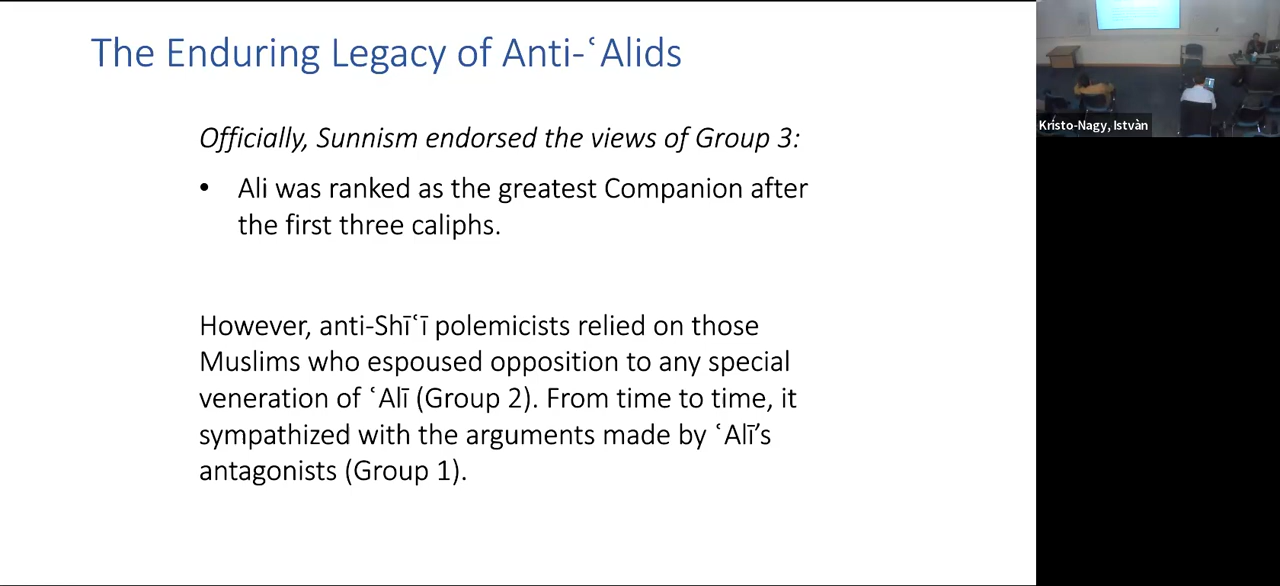 The Enduring Legacy of Anti-ʿAlids
Officially, Sunnism endorsed the views of Group 3:
• Ali was ranked as the greatest Companion after
the first three caliphs.
However, anti-Shīʿī polemicists relied on those
Muslims who espoused opposition to any special
veneration of ʿAlī (Group 2). From time to time, it
sympathized with the arguments made by ʿAlī’s
antagonists (Group 1).
Kristo-Nagy, Istvàn